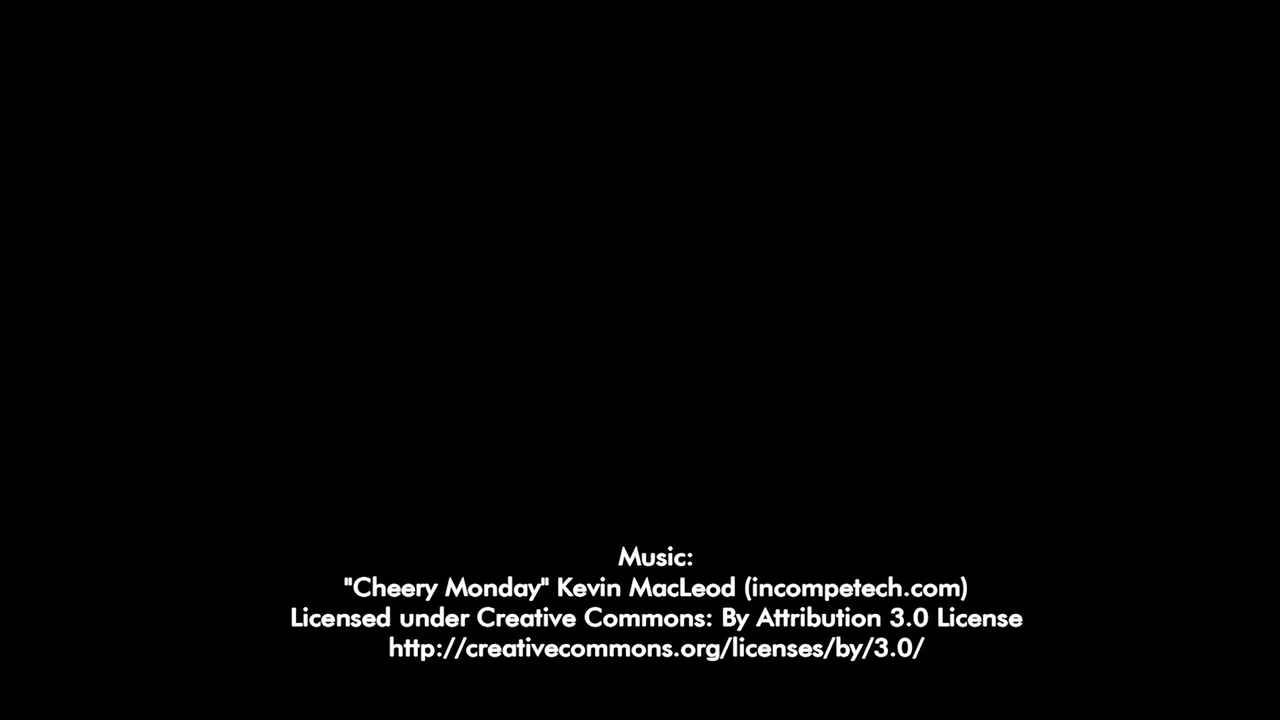 Music:
"Cheery Monday" Kevin MacLeod (incompetech.com)
Licensed under Creative Commons: By Attribution 3.0 License
http://creativecommons.org/licenses/by/3.0/